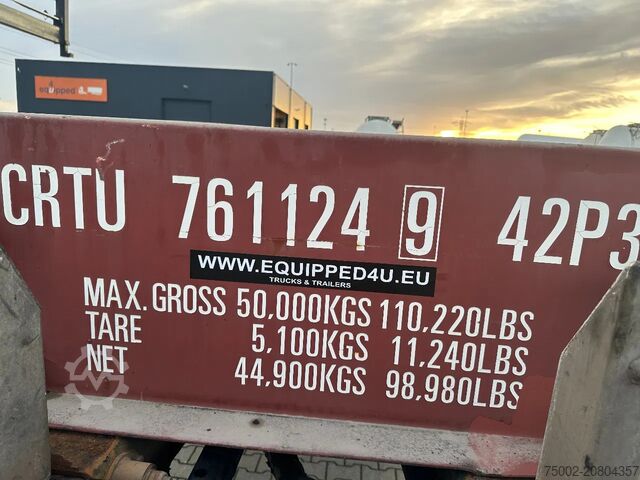 equipped4u
CRTU 761124 9 42P3
WWW.EQUIPPED4U.EU
TRUCKS & TRAILERS
MAX. GROSS 50,000KGS 110,220LBS
TARE 5,100KGS 11,240LBS
NET 44,900KGS 98,980LBS
75002-20804357